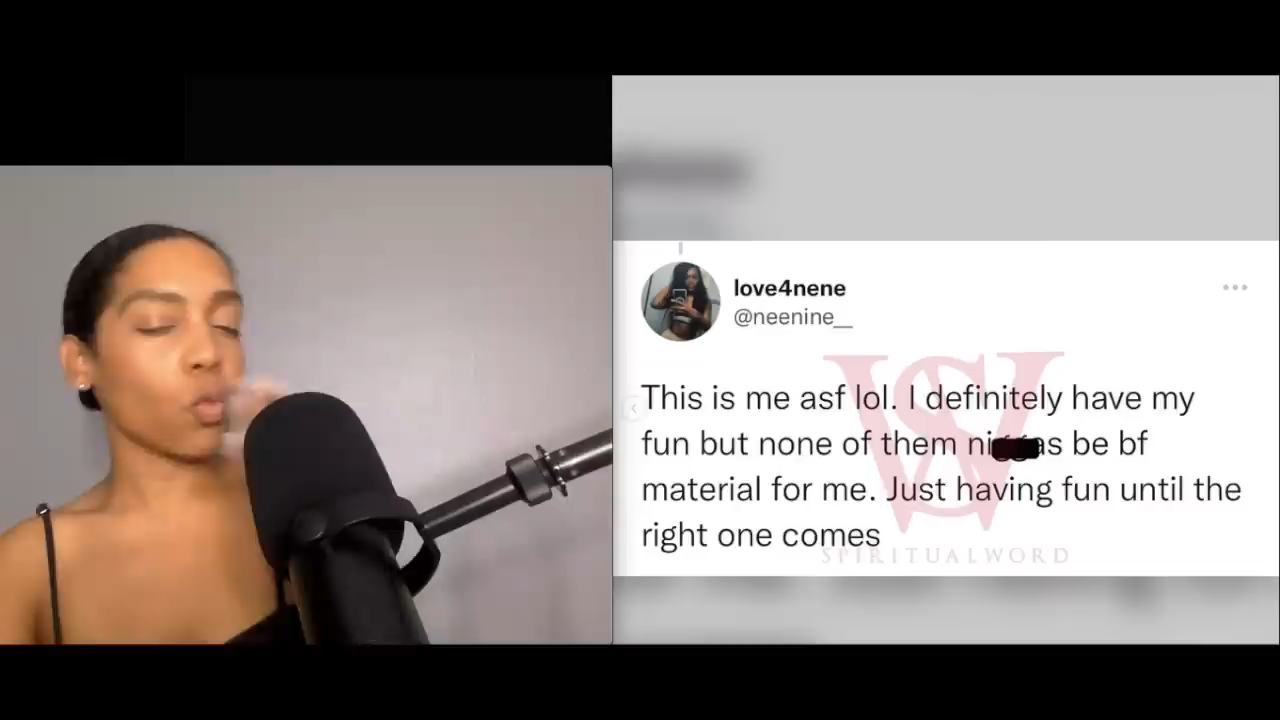 love4nene
@neenine__
This is me asf lol. I definitely have my
fun but none of them niggas be bf
material for me. Just having fun until the
right one comes
SPIRITUALWORD